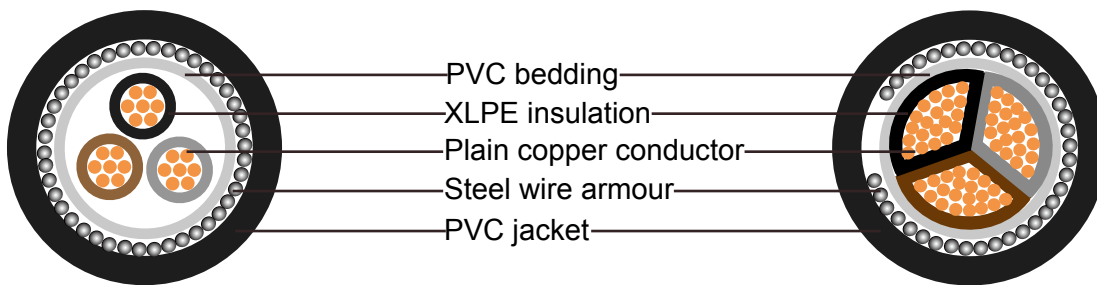 PVC bedding
XLPE insulation
Plain copper conductor
Steel wire armour
PVC jacket